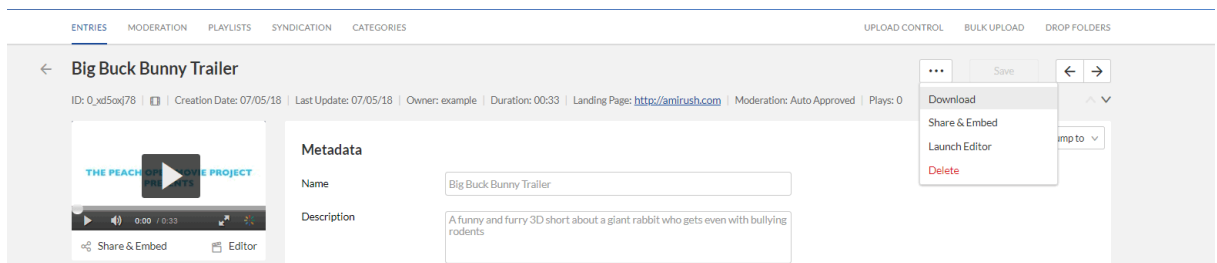 ENTRIES MODERATION PLAYLISTS SYNDICATION CATEGORIES UPLOAD CONTROL BULK UPLOAD DROP FOLDERS
Big Buck Bunny Trailer Save
ID: 0_xd5oxj78 | Creation Date: 07/05/18 | Last Update: 07/05/18 | Owner: example | Duration: 00:33 | Landing Page: http://amirush.com | Moderation: Auto Approved | Plays: 0
Download
Share & Embed
Launch Editor
Delete
Metadata
THE PEACH MOVIE PROJECT
Name Big Buck Bunny Trailer
Description A funny and furry 3D short about a giant rabbit who gets even with bullying
rodents
0:00 / 0:33
Share & Embed Editor